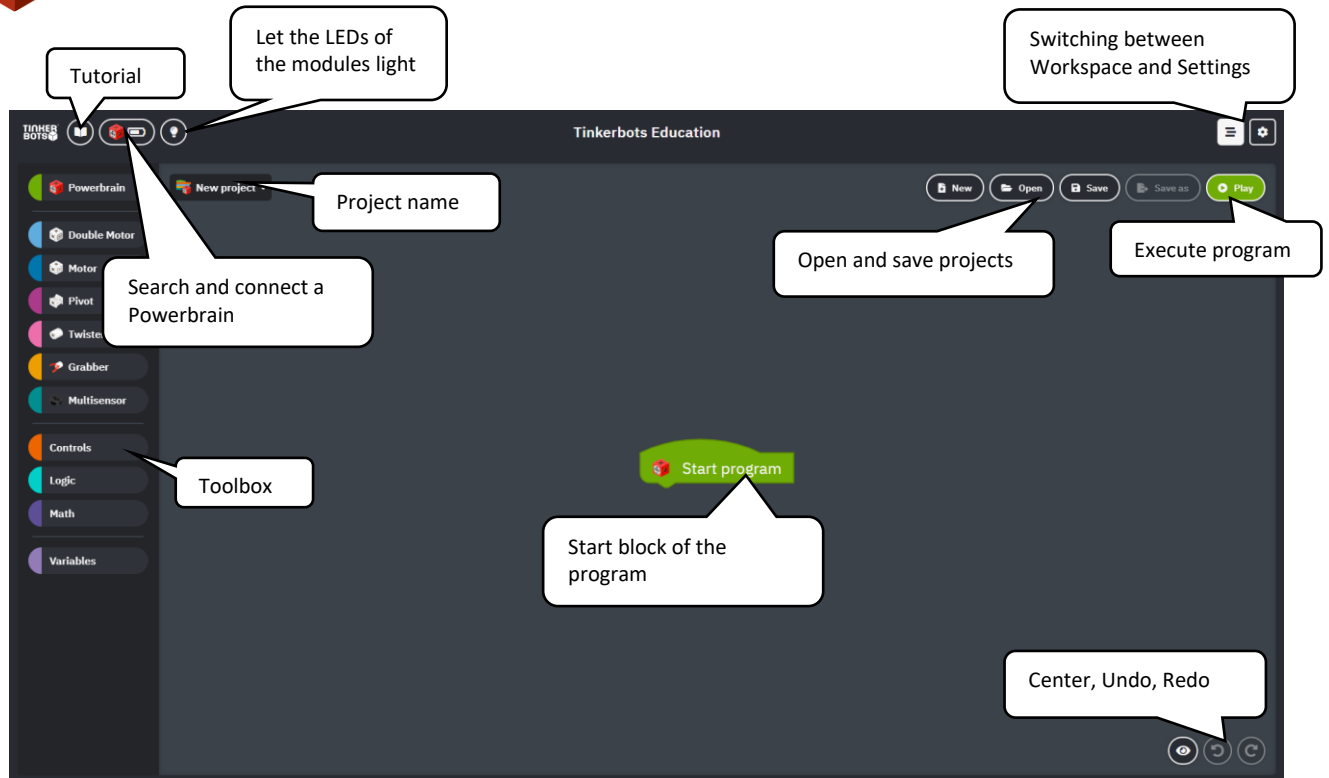 Let the LEDs of
the modules light
Switching between
Workspace and Settings
Tutorial
TINKER
BOTS
Tinkerbots Education
Powerbrain
New project
Project name
New
Open
Save
Save as
Play
Double Motor
Motor
Pivot
Twister
Grabber
Multisensor
Search and connect a
Powerbrain
Open and save projects
Execute program
Controls
Logic
Math
Variables
Toolbox
Start program
Start block of the
program
Center, Undo, Redo